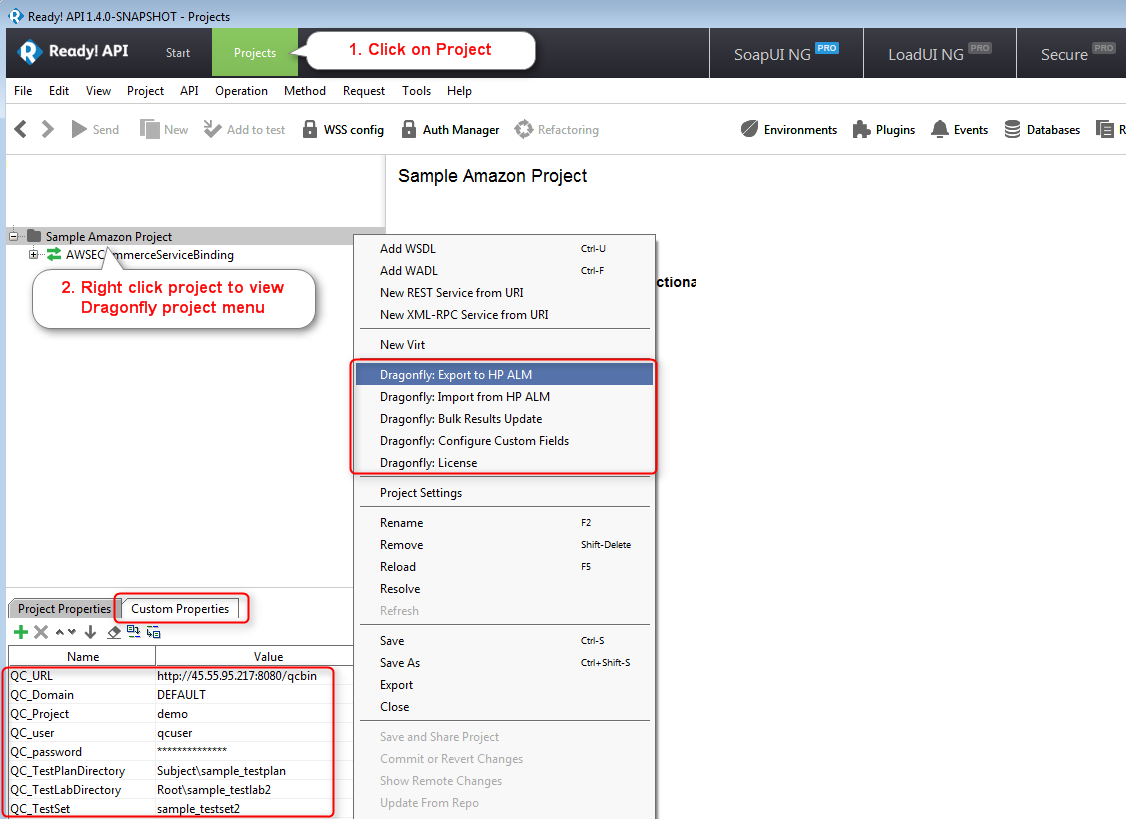 Ready! API 1.4.0-SNAPSHOT - Projects
Ready! API
Start
Projects
1. Click on Project
SoapUI NG PRO
LoadUI NG PRO
Secure PRO
File Edit View Project API Operation Method Request Tools Help
Send New Add to test WSS config Auth Manager Refactoring Environments Plugins Events Databases R
Sample Amazon Project
Sample Amazon Project
AWSEC mmerceServiceBinding
2. Right click project to view
Dragonfly project menu
ctiona
Add WSDL Ctrl-U
Add WADL Ctrl-F
New REST Service from URI
New XML-RPC Service from URI
New Virt
Dragonfly: Export to HP ALM
Dragonfly: Import from HP ALM
Dragonfly: Bulk Results Update
Dragonfly: Configure Custom Fields
Dragonfly: License
Project Settings
Rename F2
Remove Shift-Delete
Reload F5
Resolve
Refresh
Save Ctrl-S
Save As Ctrl+Shift-S
Export
Close
Save and Share Project
Commit or Revert Changes
Show Remote Changes
Update From Repo
Project Properties Custom Properties
Name Value
QC_URL http://45.55.95.217:8080/qcbin
QC_Domain DEFAULT
QC_Project demo
QC_user qcuser
QC_password **************
QC_TestPlanDirectory Subject\sample_testplan
QC_TestLabDirectory Root\sample_testlab2
QC_TestSet sample_testset2